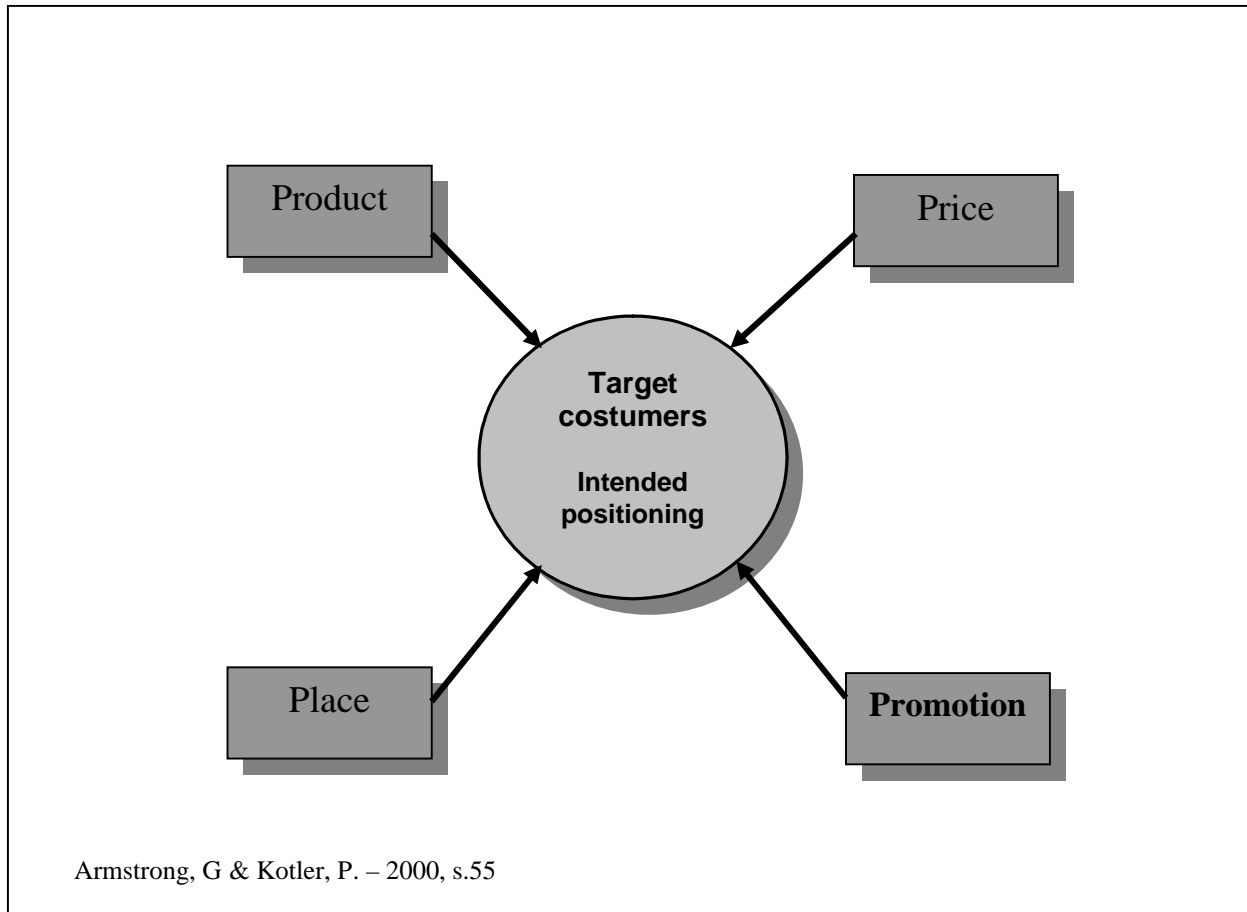 Product
Price
Target
costumers
Intended
positioning
Place
Promotion
Armstrong, G & Kotler, P. – 2000, s.55